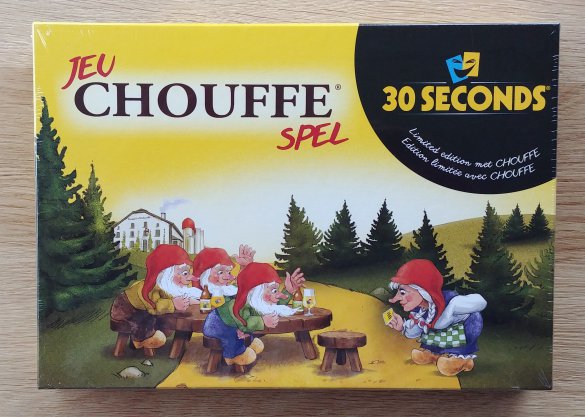 JEU
CHOUFFE®
SPEL
30 SECONDS®
Limited edition met CHOUFFE
Edition limitée avec CHOUFFE